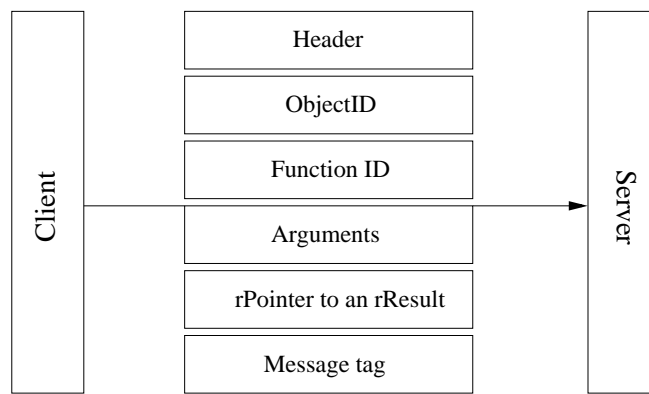 Client
Header
ObjectID
Function ID
Arguments
rPointer to an rResult
Message tag
Server